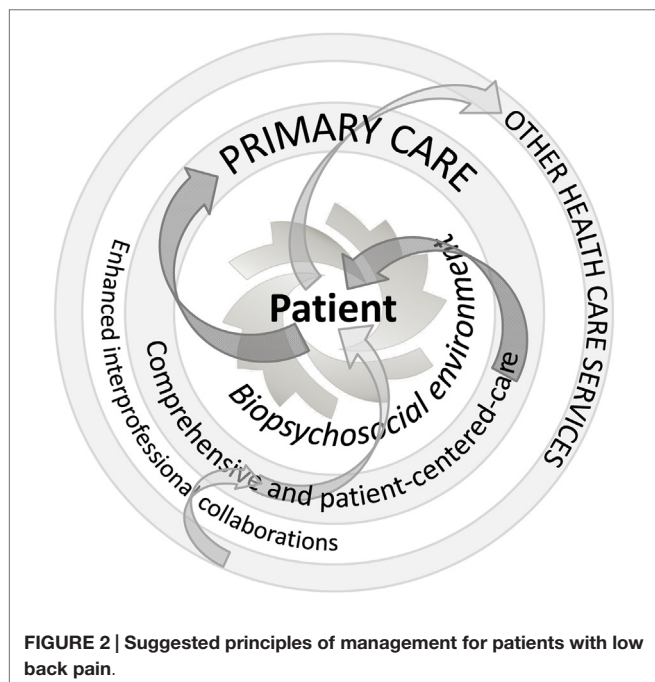 PRIMARY CARE
OTHER HEALTH CARE SERVICES
Patient
Biopsychosocial environment
Comprehensive and patient-centered-care
Enhanced interprofessional collaborations
FIGURE 2 | Suggested principles of management for patients with low
back pain.